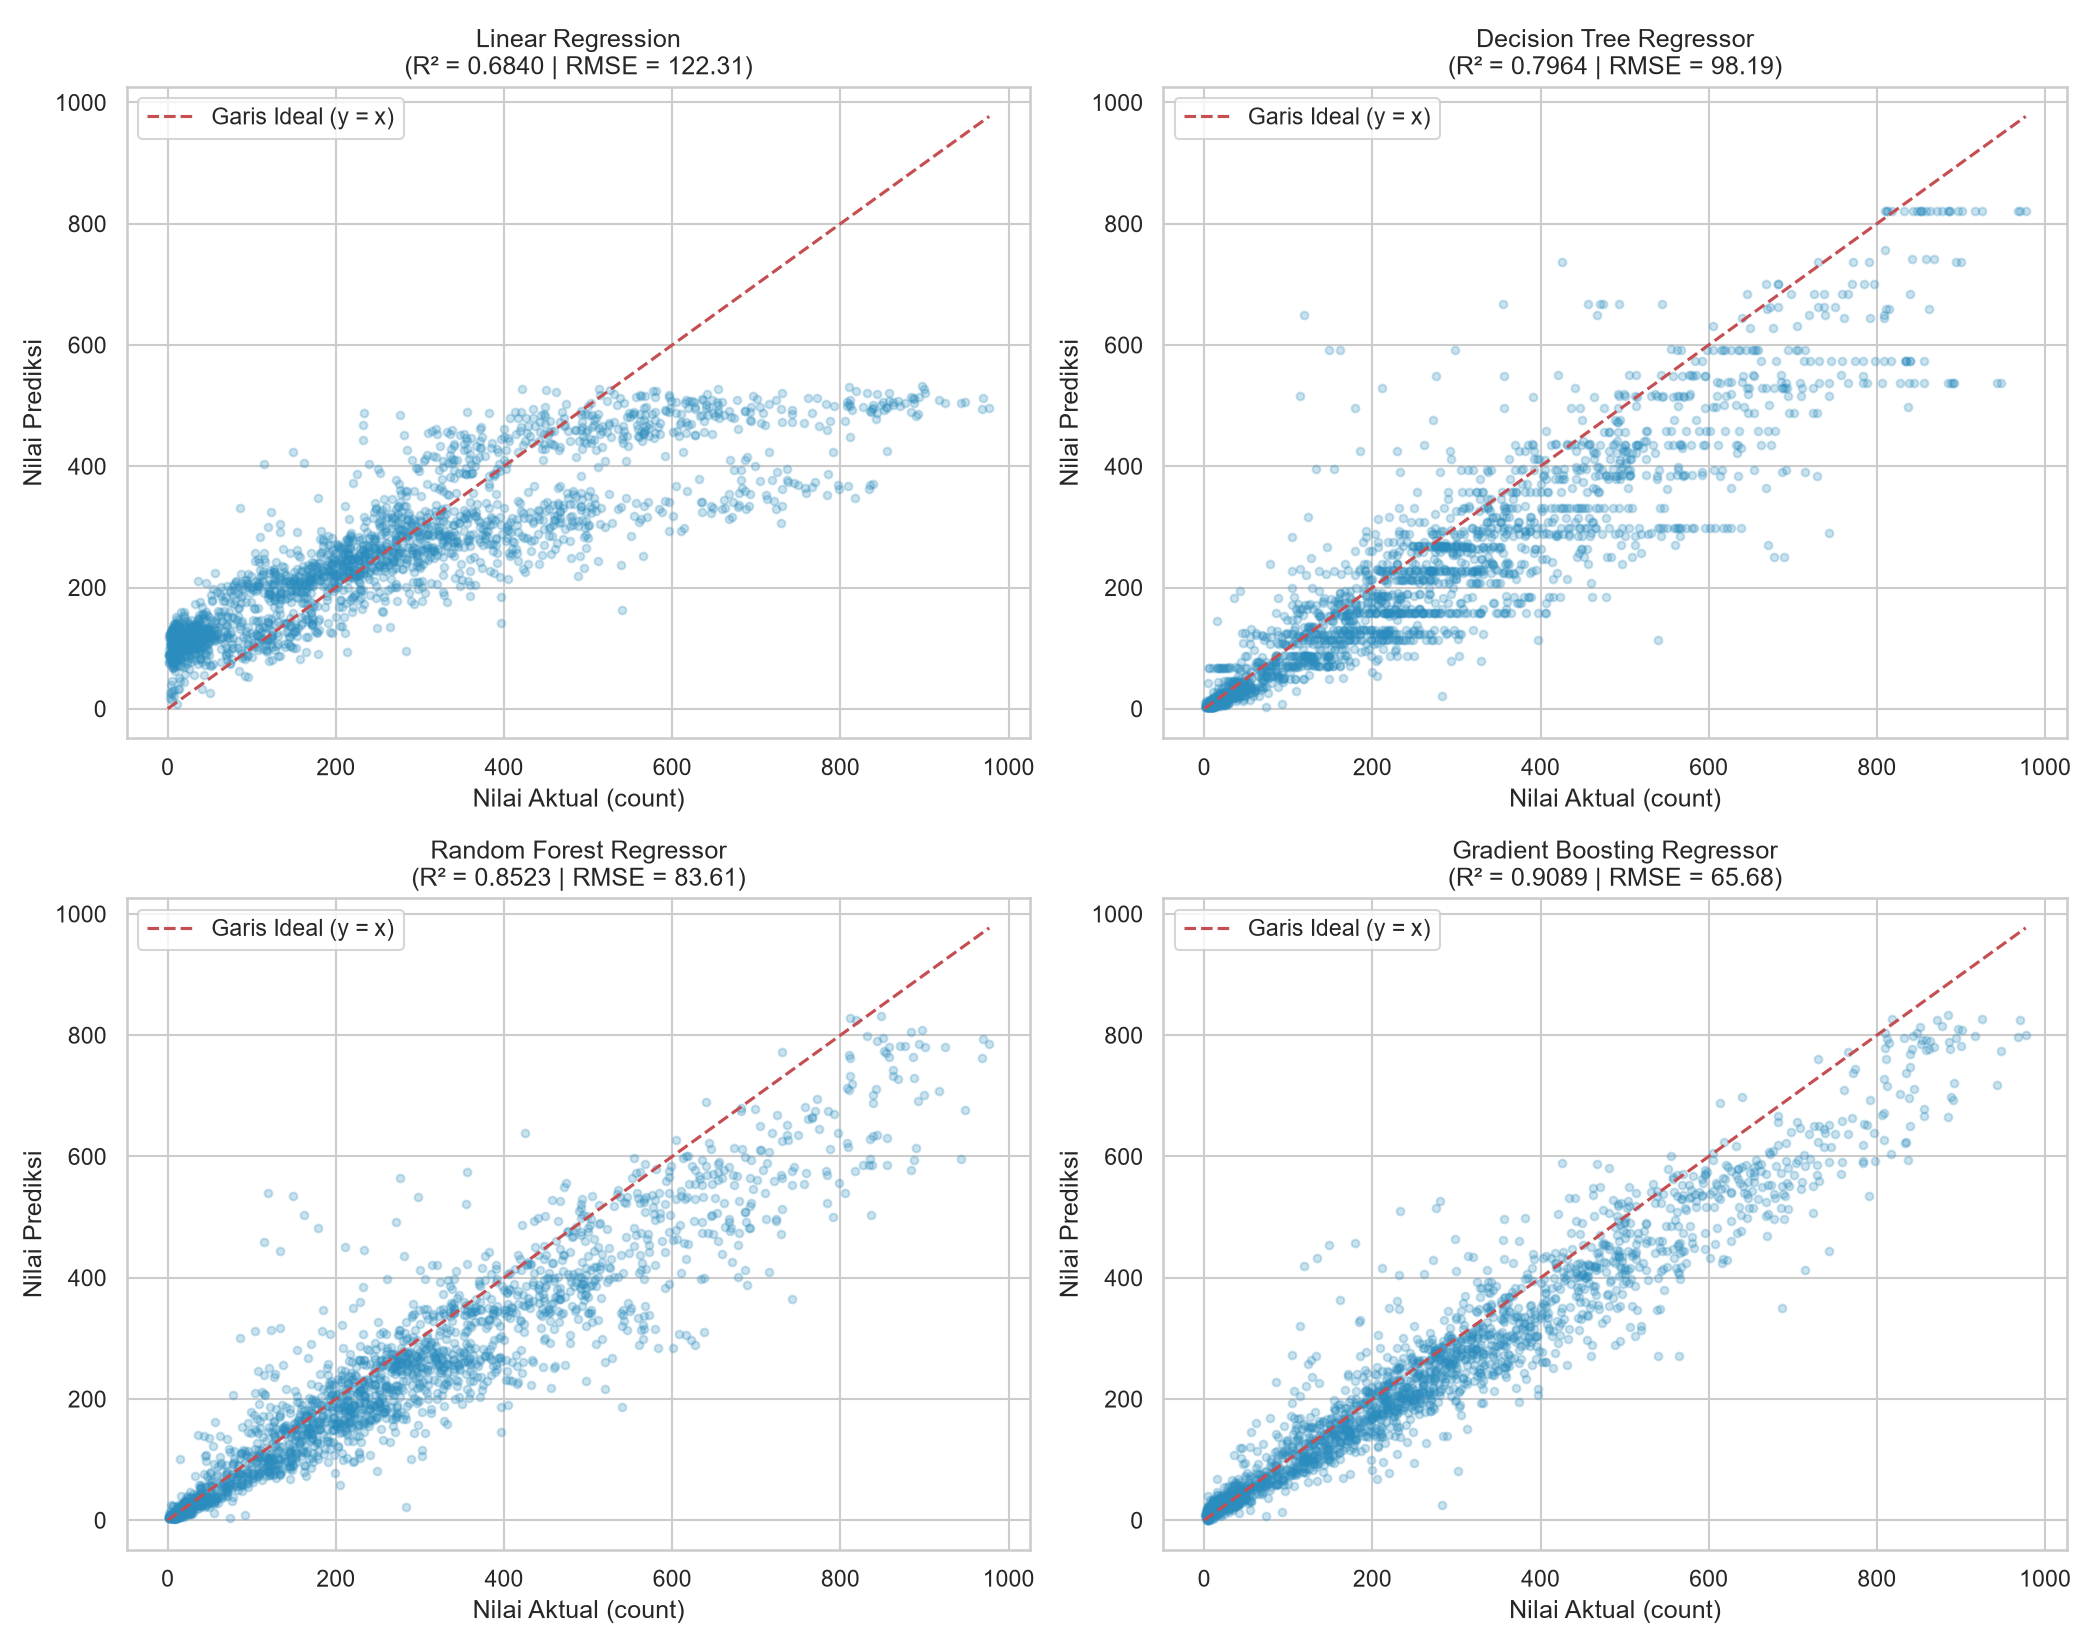 Linear Regression
(R² = 0.6840 | RMSE = 122.31)
Garis Ideal (y = x)
1000
800
600
400
200
0
Nilai Prediksi
0 200 400 600 800 1000
Nilai Aktual (count)
Decision Tree Regressor
(R² = 0.7964 | RMSE = 98.19)
Garis Ideal (y = x)
1000
800
600
400
200
0
Nilai Prediksi
0 200 400 600 800 1000
Nilai Aktual (count)
Random Forest Regressor
(R² = 0.8523 | RMSE = 83.61)
Garis Ideal (y = x)
1000
800
600
400
200
0
Nilai Prediksi
0 200 400 600 800 1000
Nilai Aktual (count)
Gradient Boosting Regressor
(R² = 0.9089 | RMSE = 65.68)
Garis Ideal (y = x)
1000
800
600
400
200
0
Nilai Prediksi
0 200 400 600 800 1000
Nilai Aktual (count)